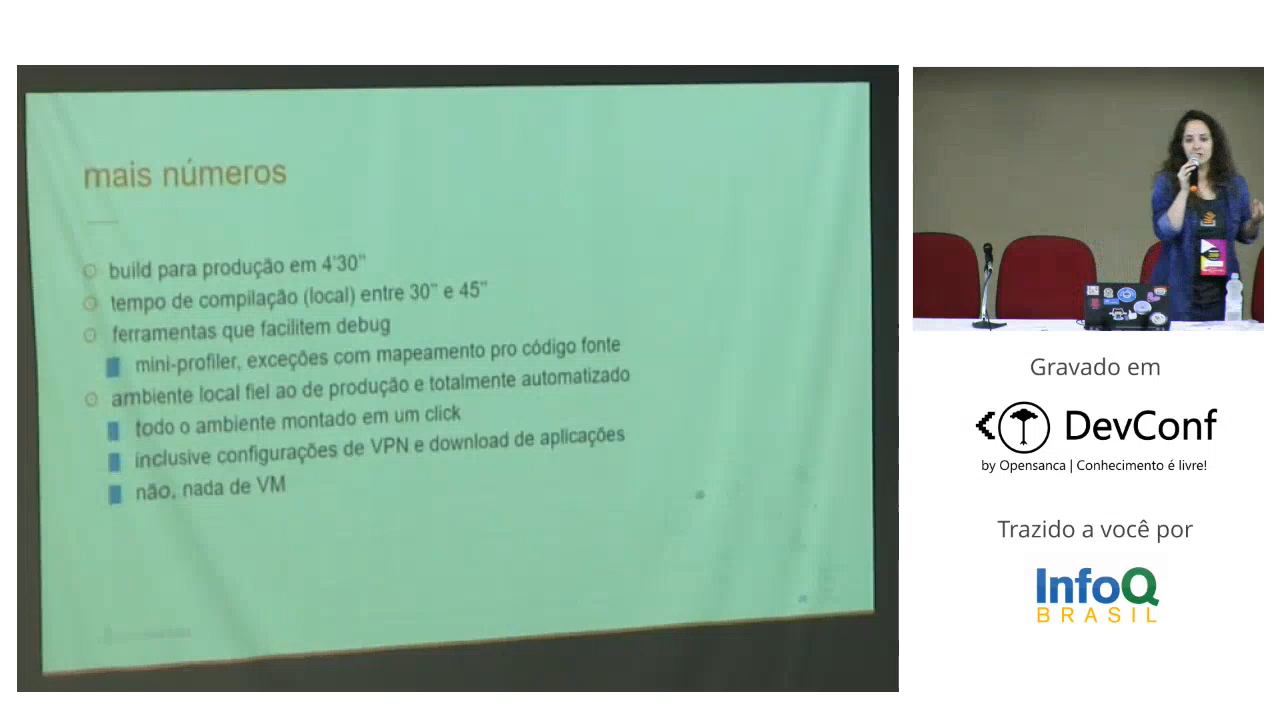 mais números
build para produção em 4'30"
tempo de compilação (local) entre 30" e 45"
ferramentas que facilitem debug
mini-profiler, exceções com mapeamento pro código fonte
ambiente local fiel ao de produção e totalmente automatizado
todo o ambiente montado em um click
inclusive configurações de VPN e download de aplicações
não, nada de VM
Gravado em
DevConf
by Opensanca | Conhecimento é livre!
Trazido a você por
InfoQ
BRASIL